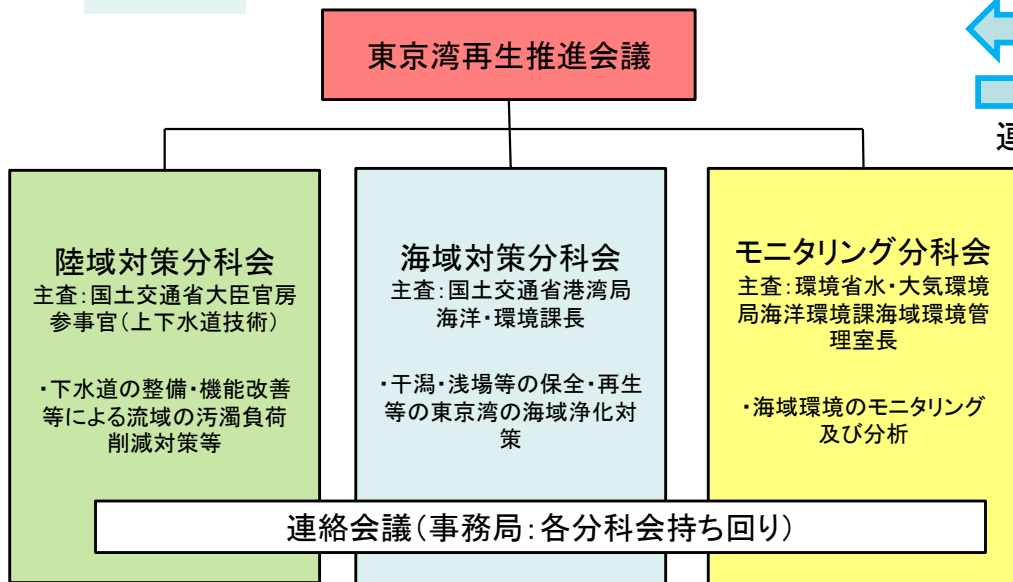 東京湾再生推進会議
連
陸域対策分科会
主査：国土交通省大臣官房
参事官（上下水道技術）
・下水道の整備・機能改善
等による流域の汚濁負荷
削減対策等
海域対策分科会
主査：国土交通省港湾局
海洋・環境課長
・干潟・浅場等の保全・再生
等の東京湾の海域浄化対
策
モニタリング分科会
主査：環境省水・大気環境
局海洋環境課海域環境管
理室長
・海域環境のモニタリング
及び分析
連絡会議（事務局：各分科会持ち回り）